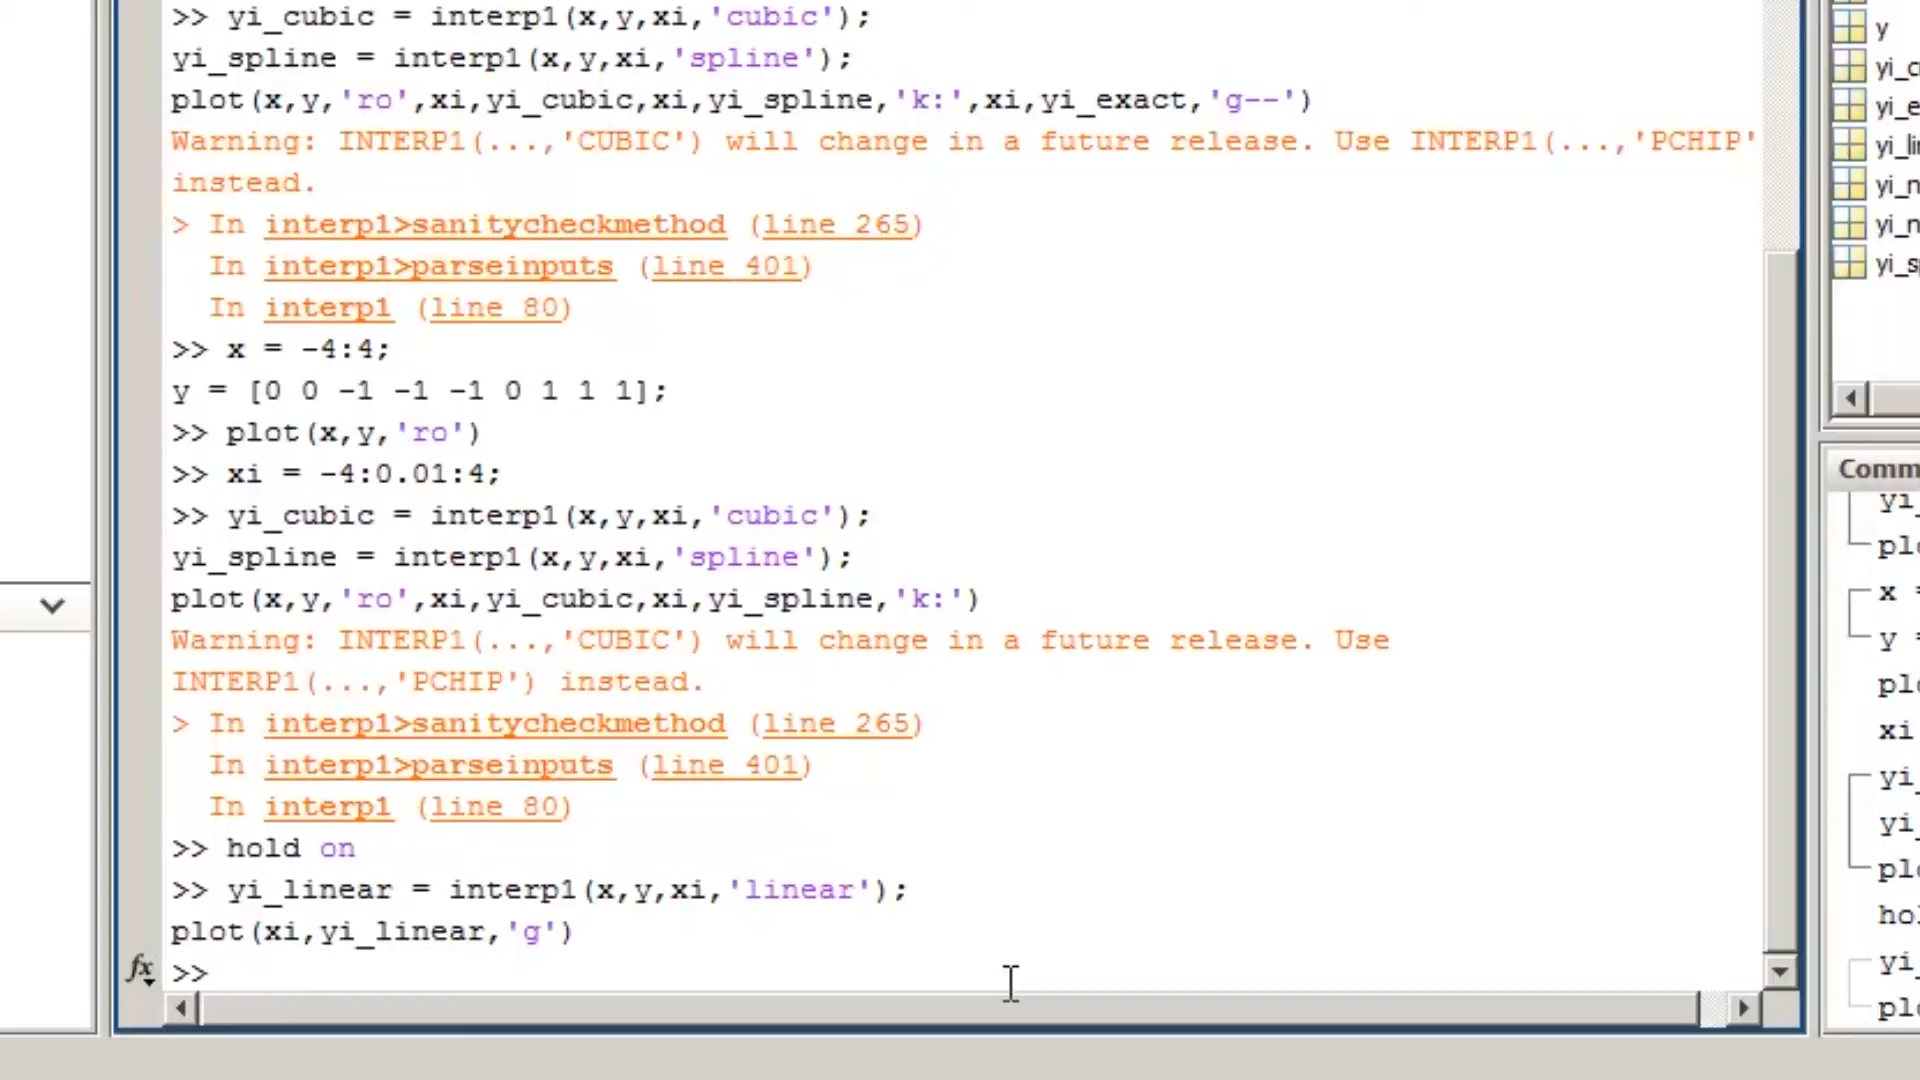 >> yi_cubic = interp1(x,y,xi,'cubic');
yi_spline = interp1(x,y,xi,'spline');
plot(x,y,'ro',xi,yi_cubic,xi,yi_spline,'k:',xi,yi_exact,'g--')
Warning: INTERP1(...,'CUBIC') will change in a future release. Use INTERP1(...,'PCHIP'
instead.
> In interp1>sanitycheckmethod (line 265)
In interp1>parseinputs (line 401)
In interp1 (line 80)
>> x = -4:4;
y = [0 0 -1 -1 -1 0 1 1 1];
>> plot(x,y,'ro')
>> xi = -4:0.01:4;
>> yi_cubic = interp1(x,y,xi,'cubic');
yi_spline = interp1(x,y,xi,'spline');
plot(x,y,'ro',xi,yi_cubic,xi,yi_spline,'k:')
Warning: INTERP1(...,'CUBIC') will change in a future release. Use
INTERP1(...,'PCHIP') instead.
> In interp1>sanitycheckmethod (line 265)
In interp1>parseinputs (line 401)
In interp1 (line 80)
>> hold on
>> yi_linear = interp1(x,y,xi,'linear');
plot(xi,yi_linear,'g')
fx >>
y
Comm
x =
y =
xi